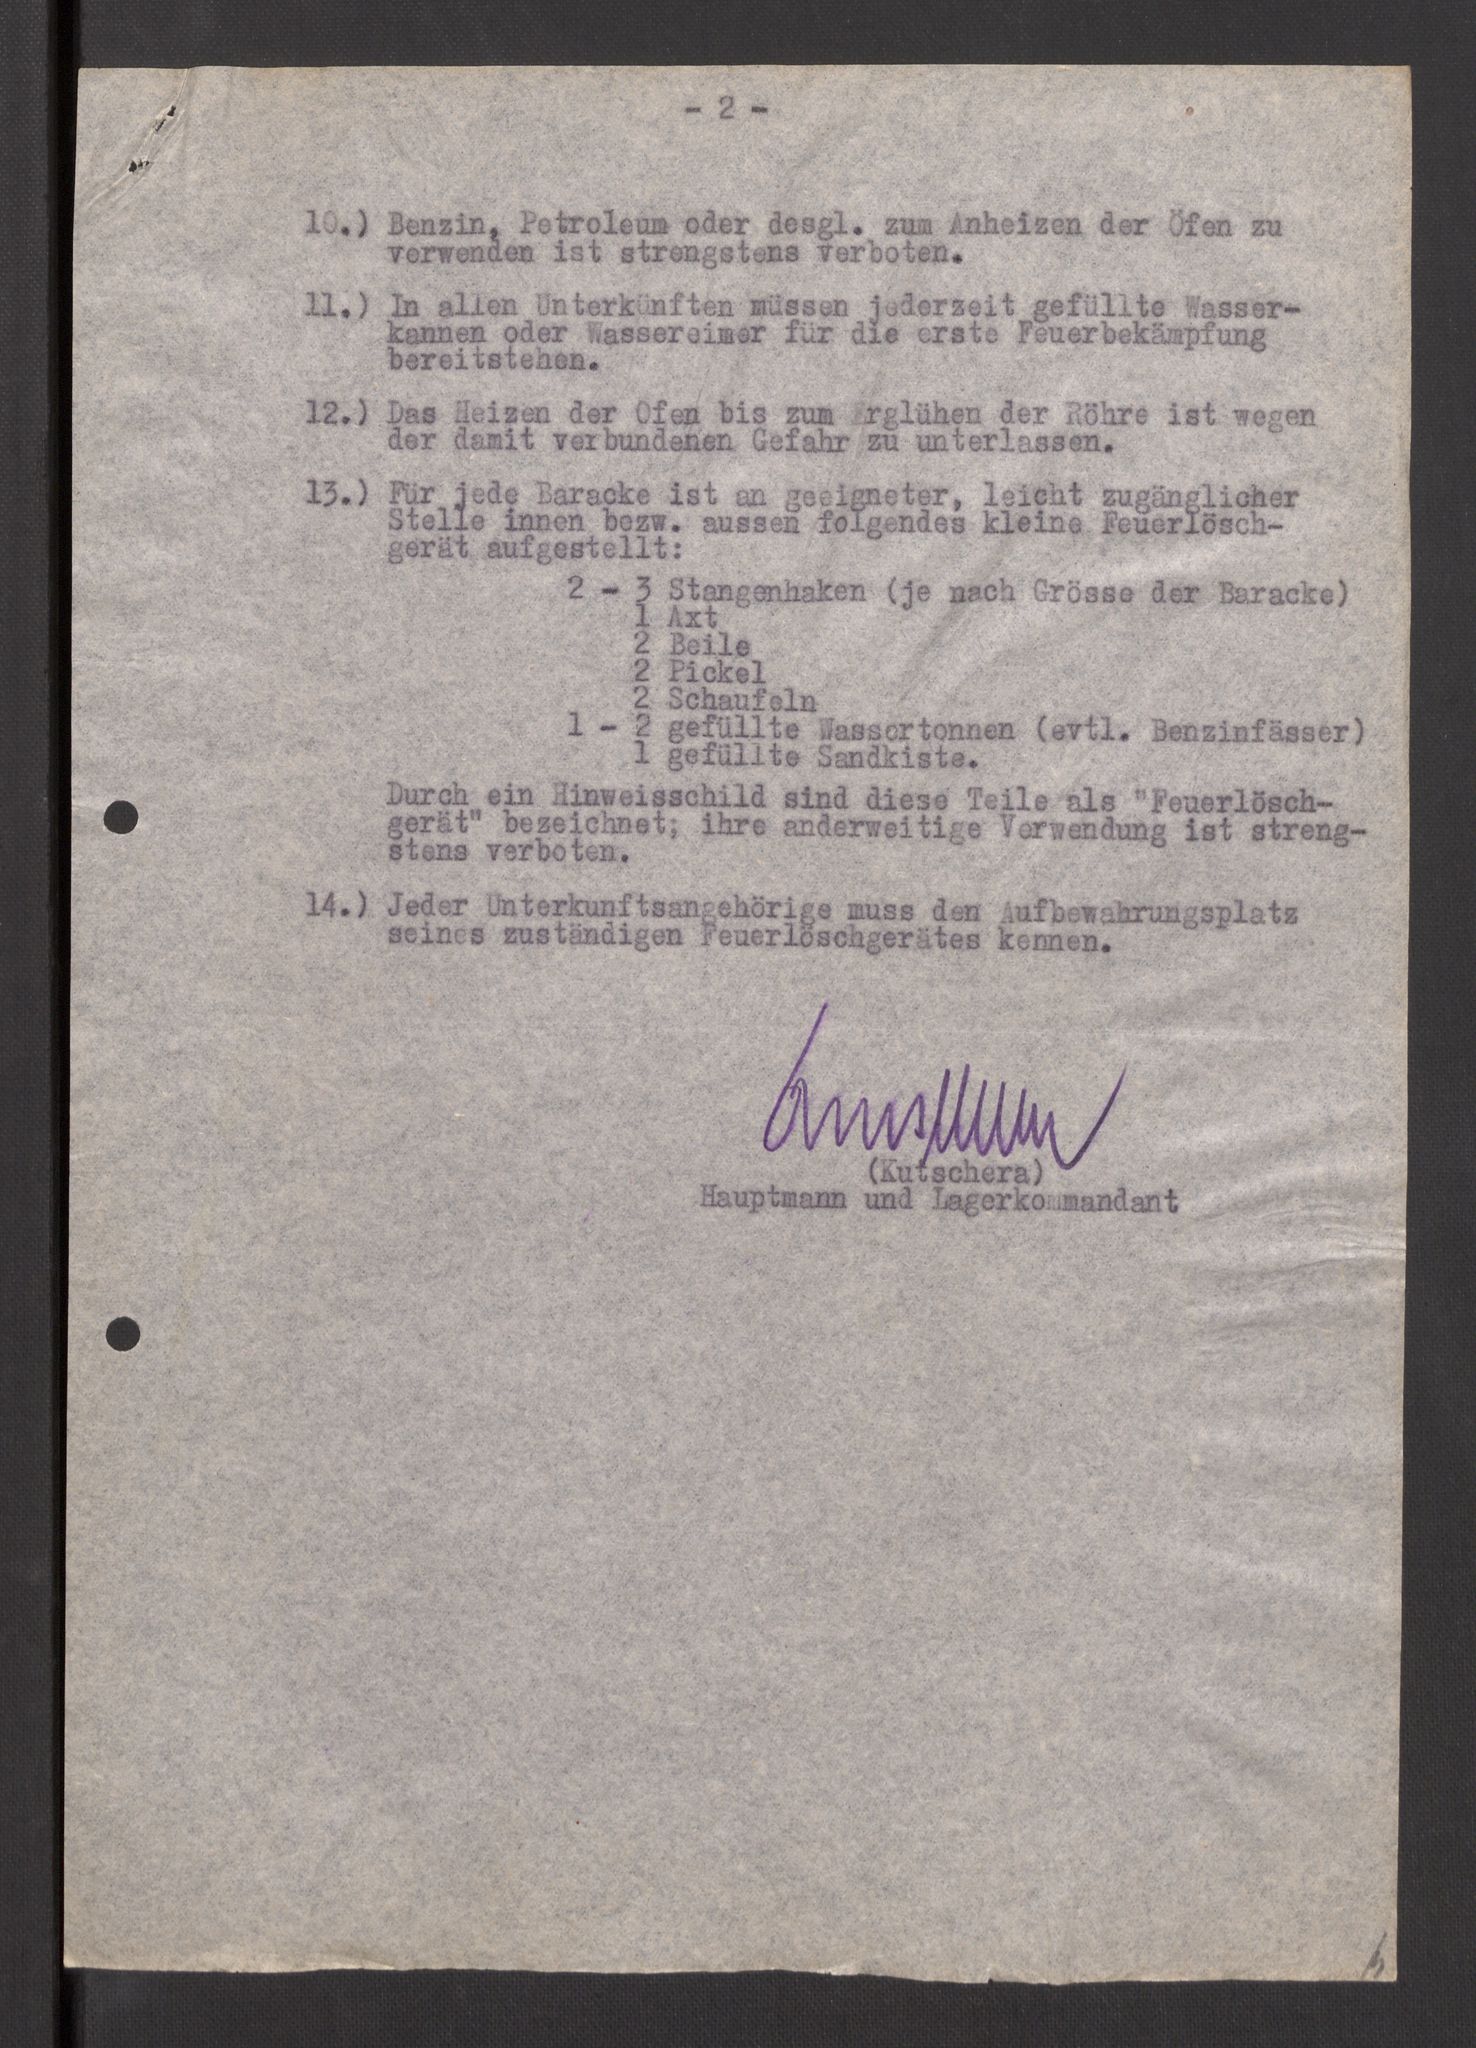 - 2 -
10.) Benzin, Petroleum oder desgl. zum Anheizen der Öfen zu
verwenden ist strengstens verboten.
11.) In allen Unterkünften müssen jederzeit gefüllte Wasser-
kannen oder Wassereimer für die erste Feuerbekämpfung
bereitstehen.
12.) Das Heizen der Ofen bis zum Erglühen der Röhre ist wegen
der damit verbundenen Gefahr zu unterlassen.
13.) Für jede Baracke ist an geeigneter, leicht zugänglicher
Stelle innen bezw. aussen folgendes kleine Feuerlösch-
gerät aufgestellt:
2 - 3 Stangenhaken (je nach Grösse der Baracke)
1 Axt
2 Beile
2 Pickel
2 Schaufeln
1 - 2 gefüllte Wassertonnen (evtl. Benzinfässer)
1 gefüllte Sandkiste.
Durch ein Hinweisschild sind diese Teile als "Feuerlösch-
gerät" bezeichnet; ihre anderweitige Verwendung ist streng-
stens verboten.
14.) Jeder Unterkunftsangehörige muss den Aufbewahrungsplatz
seines zuständigen Feuerlöschgerätes kennen.
(Kutschera)
Hauptmann und Lagerkommandant